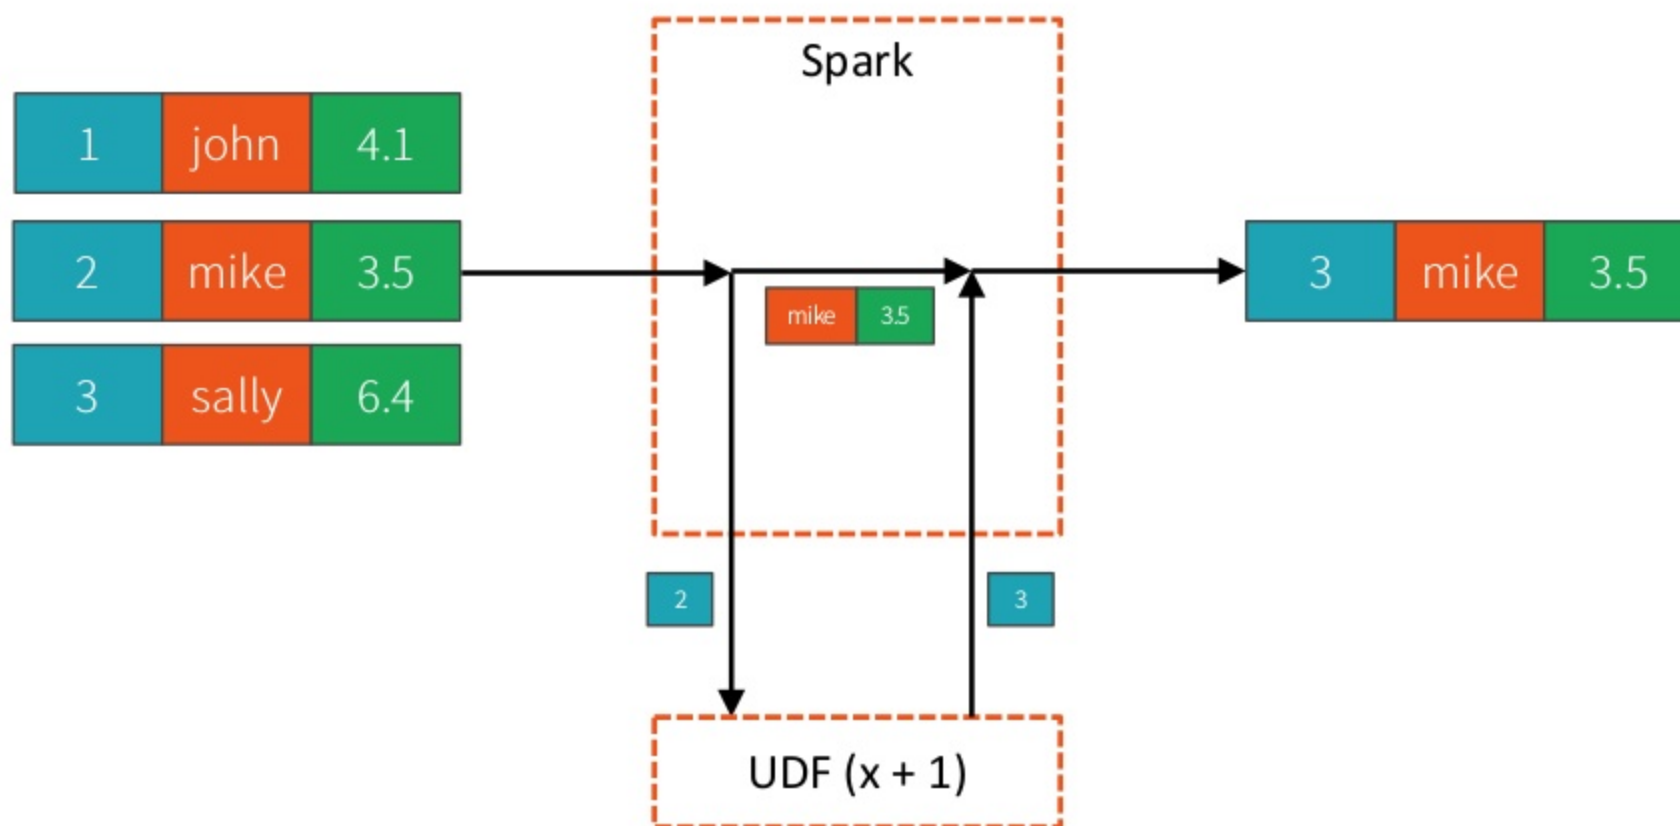 Spark
1 john 4.1
2 mike 3.5
3 sally 6.4
mike 3.5
3 mike 3.5
2
3
UDF (x + 1)